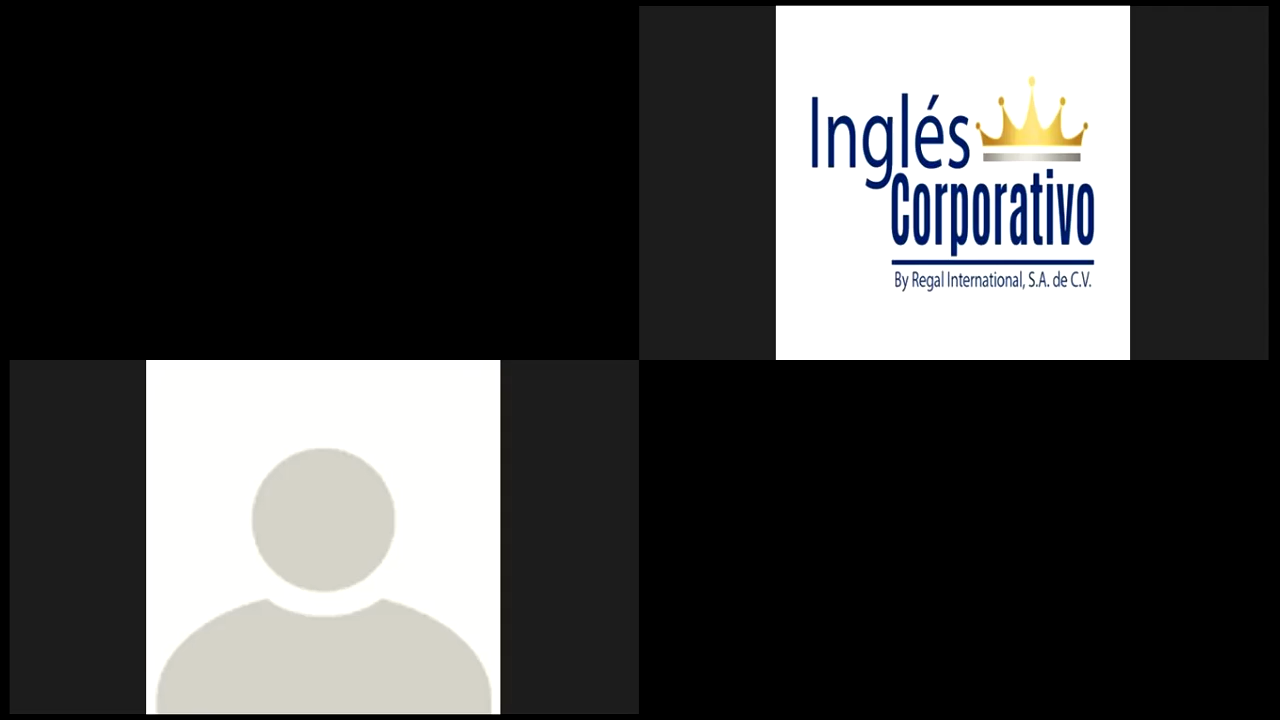 Inglés
Corporativo
By Regal International, S.A. de C.V.